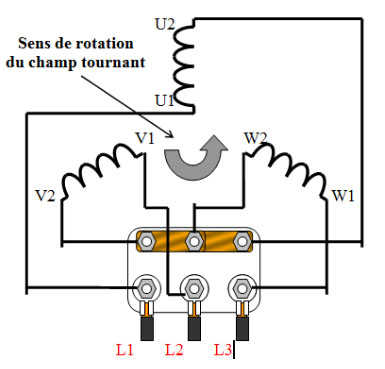 U2
Sens de rotation
du champ tournant
U1
V1
W2
V2
W1
L1
L2
L3